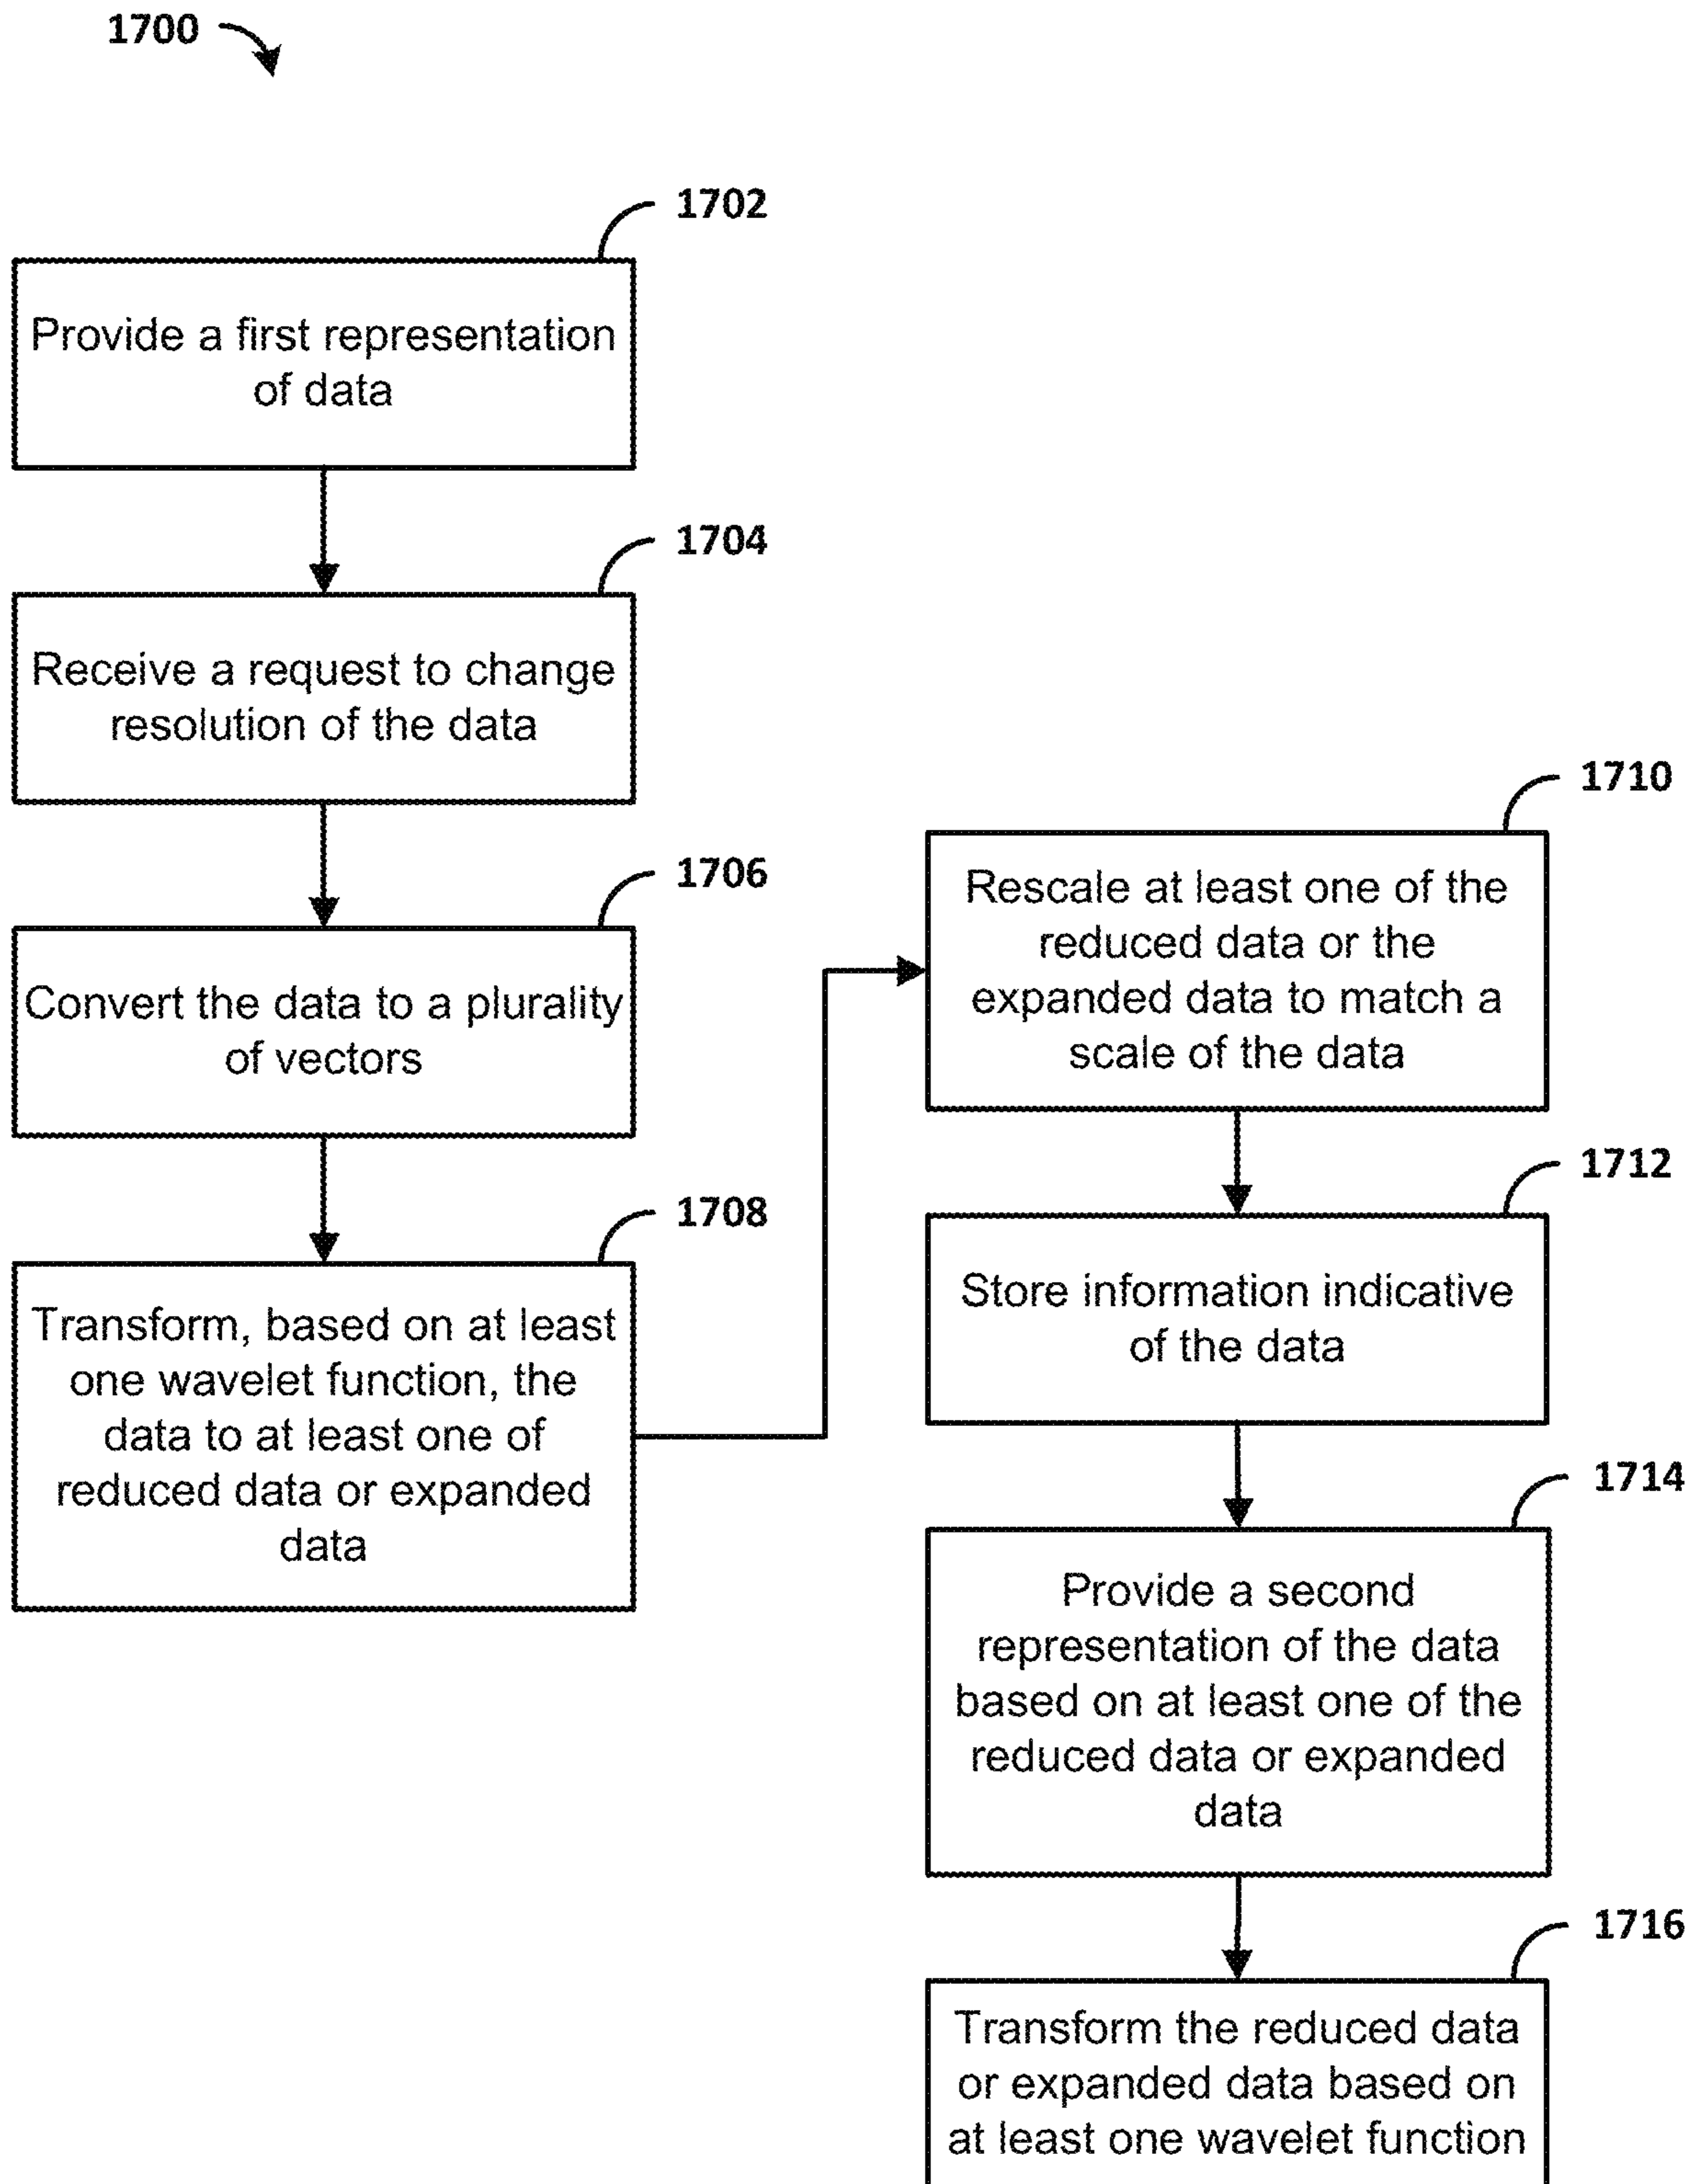 1700
1702
Provide a first representation
of data
1704
Receive a request to change
resolution of the data
1706
Convert the data to a plurality
of vectors
1708
Transform, based on at least
one wavelet function, the
data to at least one of
reduced data or expanded
data
1710
Rescale at least one of the
reduced data or the
expanded data to match a
scale of the data
1712
Store information indicative
of the data
1714
Provide a second
representation of the data
based on at least one of the
reduced data or expanded
data
1716
Transform the reduced data
or expanded data based on
at least one wavelet function